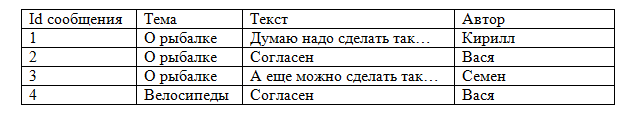 Id сообщения Тема Текст Автор
1 О рыбалке Думаю надо сделать так… Кирилл
2 О рыбалке Согласен Вася
3 О рыбалке А еще можно сделать так… Семен
4 Велосипеды Согласен Вася